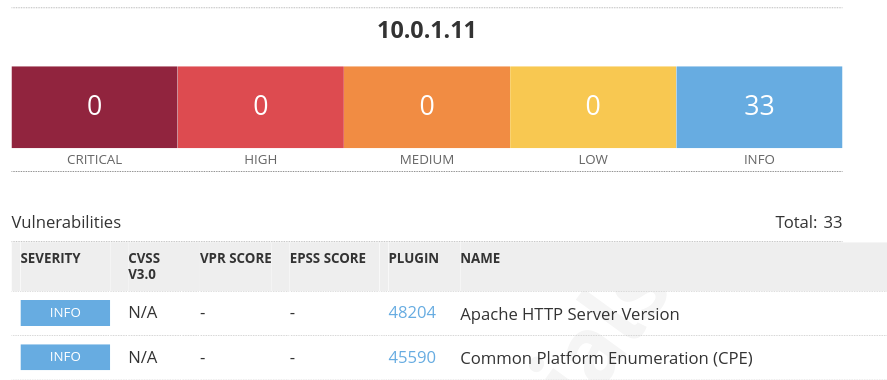 10.0.1.11
0 0 0 0 33
CRITICAL HIGH MEDIUM LOW INFO
Vulnerabilities Total: 33
SEVERITY CVSS V3.0 VPR SCORE EPSS SCORE PLUGIN NAME
INFO N/A - - 48204 Apache HTTP Server Version
INFO N/A - - 45590 Common Platform Enumeration (CPE)